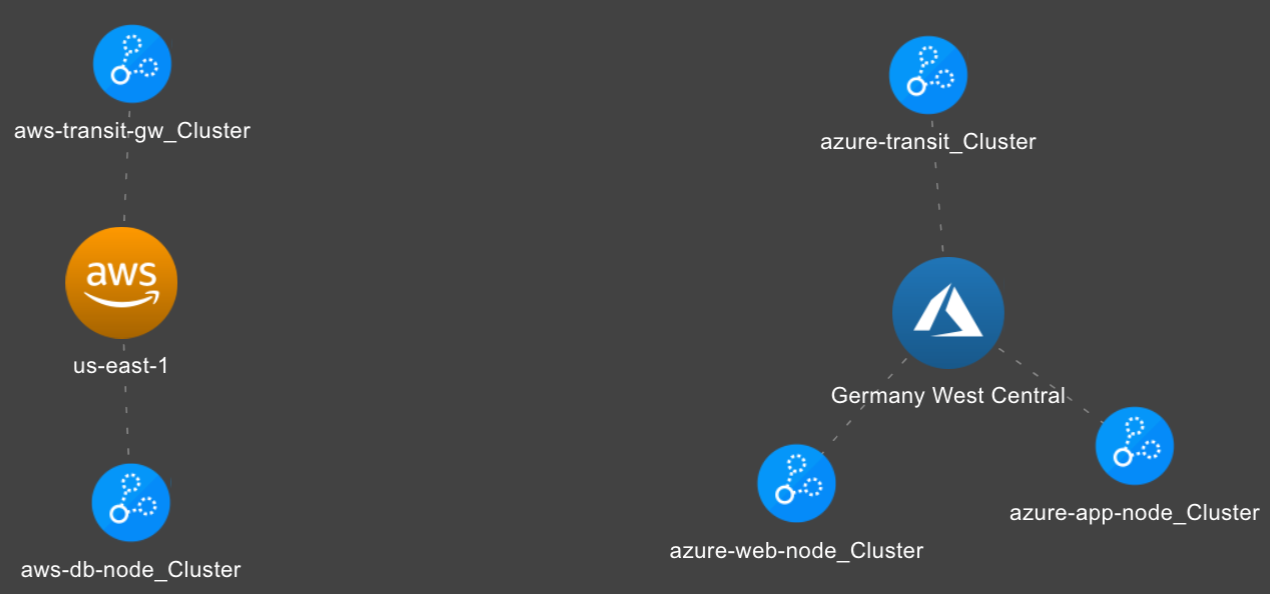 aws-transit-gw_Cluster
azure-transit_Cluster
aws
us-east-1
Germany West Central
azure-app-node_Cluster
azure-web-node_Cluster
aws-db-node_Cluster